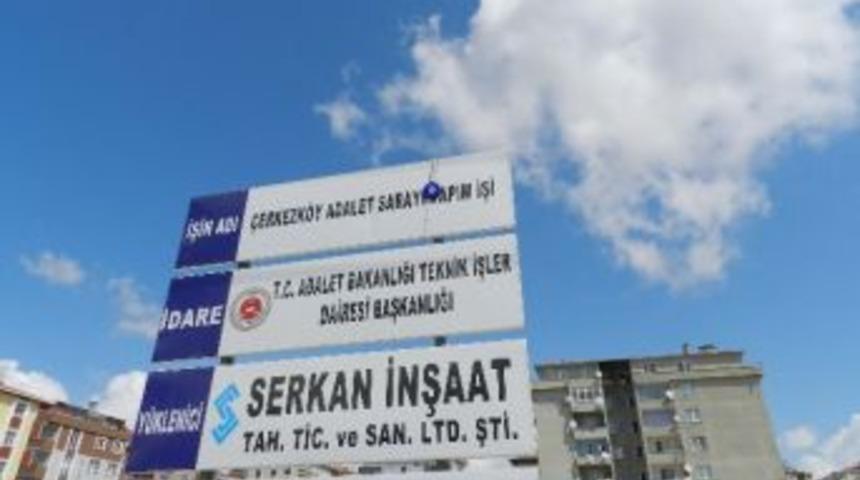 İŞİN ADI
ÇERKEZKÖY ADALET SARAYI YAPIM İŞİ
İDARE
T.C. ADALET BAKANLIĞI TEKNİK İŞLER
DAİRESİ BAŞKANLIĞI
YÜKLENİCİ
SERKAN İNŞAAT
TAH. TİC. ve SAN. LTD. ŞTİ.